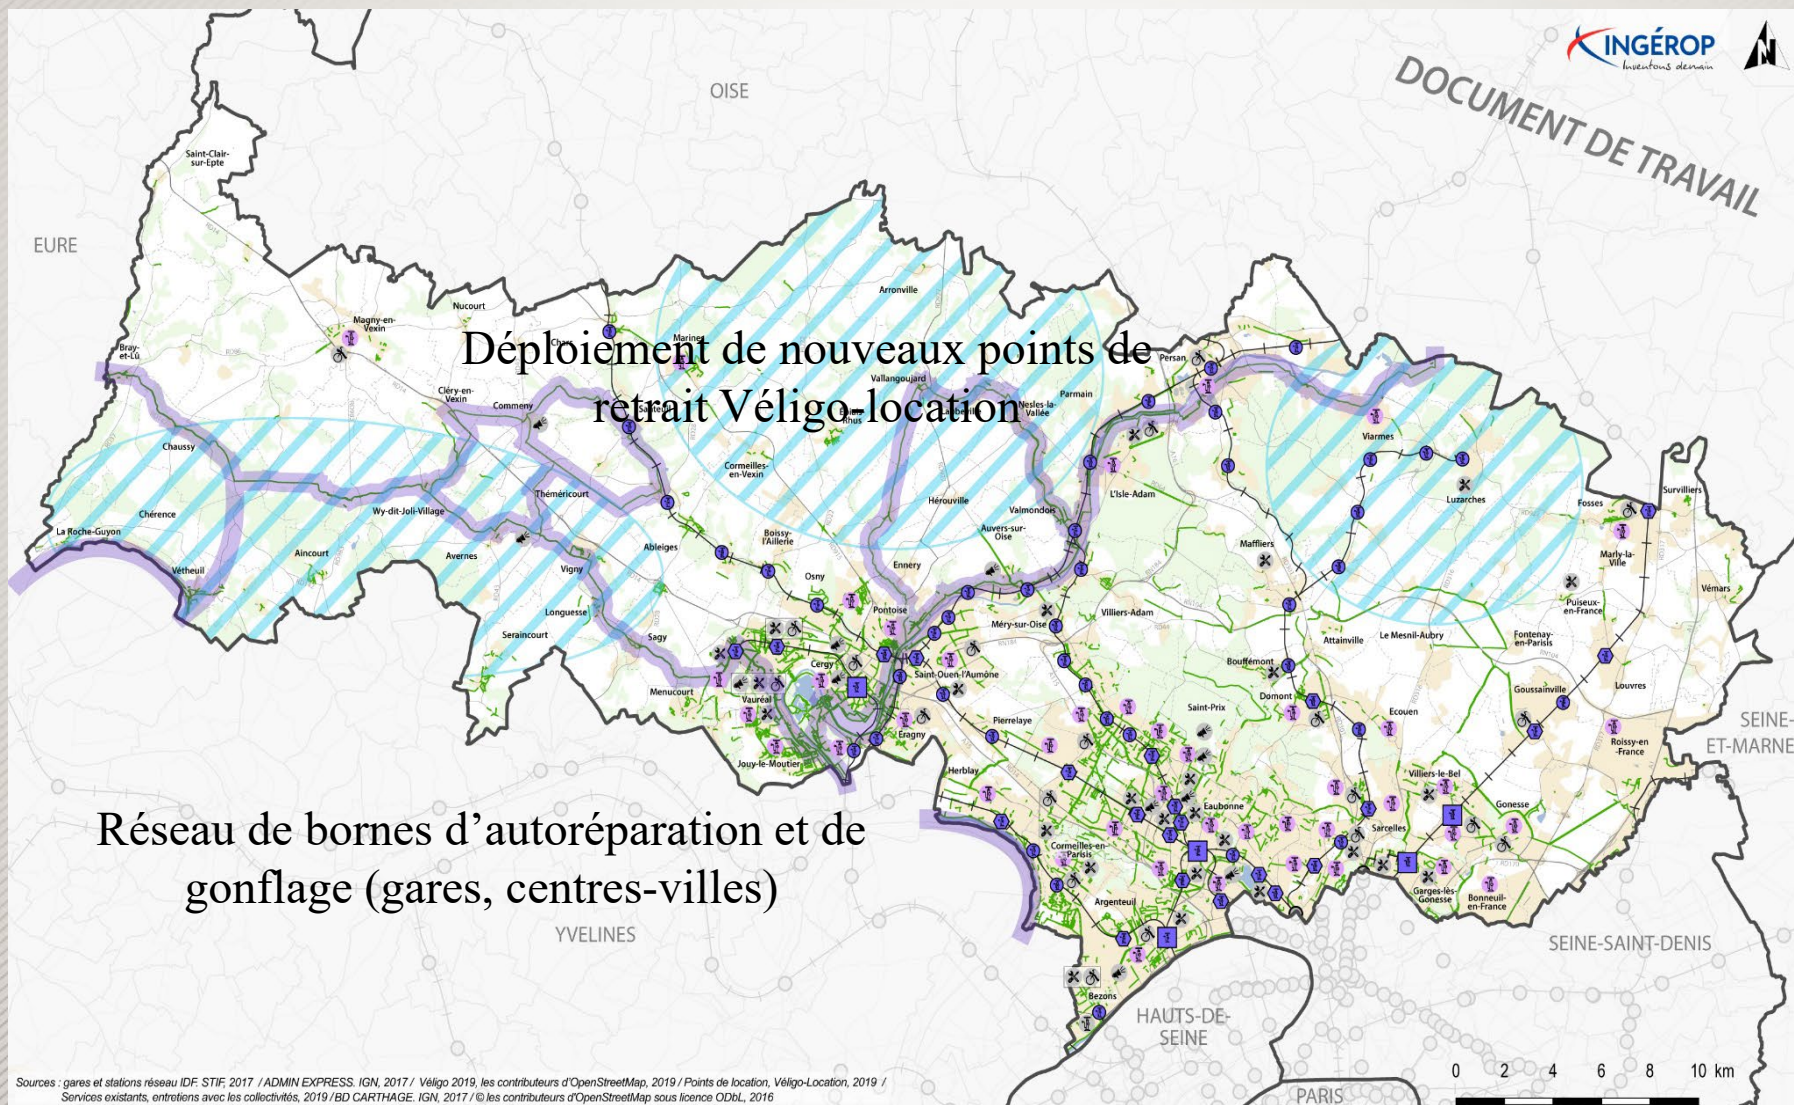 INGÉROP
Inventons demain
N
DOCUMENT DE TRAVAIL
OISE
EURE
Saint-Clair-
sur-Epte
Magny-en-
Vexin
Nucourt
Arronville
Bray-
et-Lû
Chars
Marines
Déploiement de nouveaux points de
retrait Véligo-location
Persan
Cléry-en-
Vexin
Commeny
Santeuil
Vallangoujard
Labbeville
Nesles-la-
Vallée
Parmain
Viarmes
Chaussy
Cormeilles-
en-Vexin
Hérouville
L'Isle-Adam
Luzarches
Fosses
Survilliers
Chérence
Théméricourt
Wy-dit-Joli-Village
Valmondois
La Roche-Guyon
Auvers-sur-
Oise
Boissy-
l'Aillerie
Ableiges
Aincourt
Avernes
Vigny
Vétheuil
Maffliers
Marly-la-
Ville
Ennery
Osny
Vémars
Puiseux-
en-France
Longuesse
Pontoise
Villiers-Adam
Méry-sur-Oise
Seraincourt
Sagy
Attainville
Le Mesnil-Aubry
Fontenay-
en-Parisis
Cergy
Bouffémont
Saint-Ouen-l'Aumône
Menucourt
Vauréal
Domont
Goussainville
Louvres
Saint-Prix
Ecouen
Pierrelaye
Eragny
SEINE-
ET-MARNE
Roissy-en
-France
Jouy-le-Moutier
Herblay
Villiers-le-Bel
Gonesse
Eaubonne
Sarcelles
Réseau de bornes d’autoréparation et de
gonflage (gares, centres-villes)
Cormeilles-en-
Parisis
Argenteuil
Garges-lès-
Gonesse
Bonneuil-
en-France
YVELINES
SEINE-SAINT-DENIS
Bezons
HAUTS-DE-
SEINE
PARIS
0 2 4 6 8 10 km
Sources : gares et stations réseau IDF. STIF, 2017 / ADMIN EXPRESS. IGN, 2017 / Véligo 2019, les contributeurs d'OpenStreetMap, 2019 / Points de location, Véligo-Location, 2019 /
Services existants, entretiens avec les collectivités, 2019 / BD CARTHAGE. IGN, 2017 / © les contributeurs d'OpenStreetMap sous licence ODbL, 2016